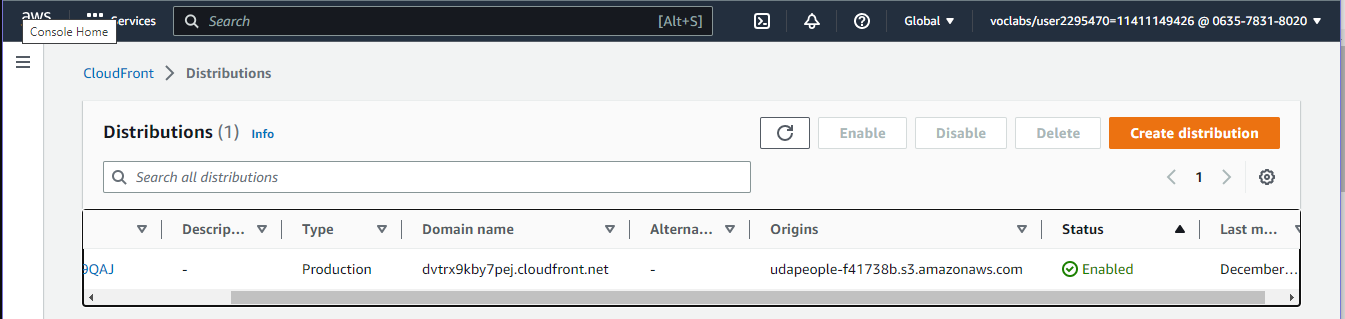 aws
Services
Search [Alt+S]
Global
voclabs/user2295470=11411149426 @ 0635-7831-8020
Console Home
CloudFront > Distributions
Distributions (1) Info
Enable Disable Delete Create distribution
Search all distributions
1
Descrip... Type Domain name Alterna... Origins Status Last m...
9QAJ - Production dvtrx9kby7pej.cloudfront.net - udapeople-f41738b.s3.amazonaws.com Enabled December...